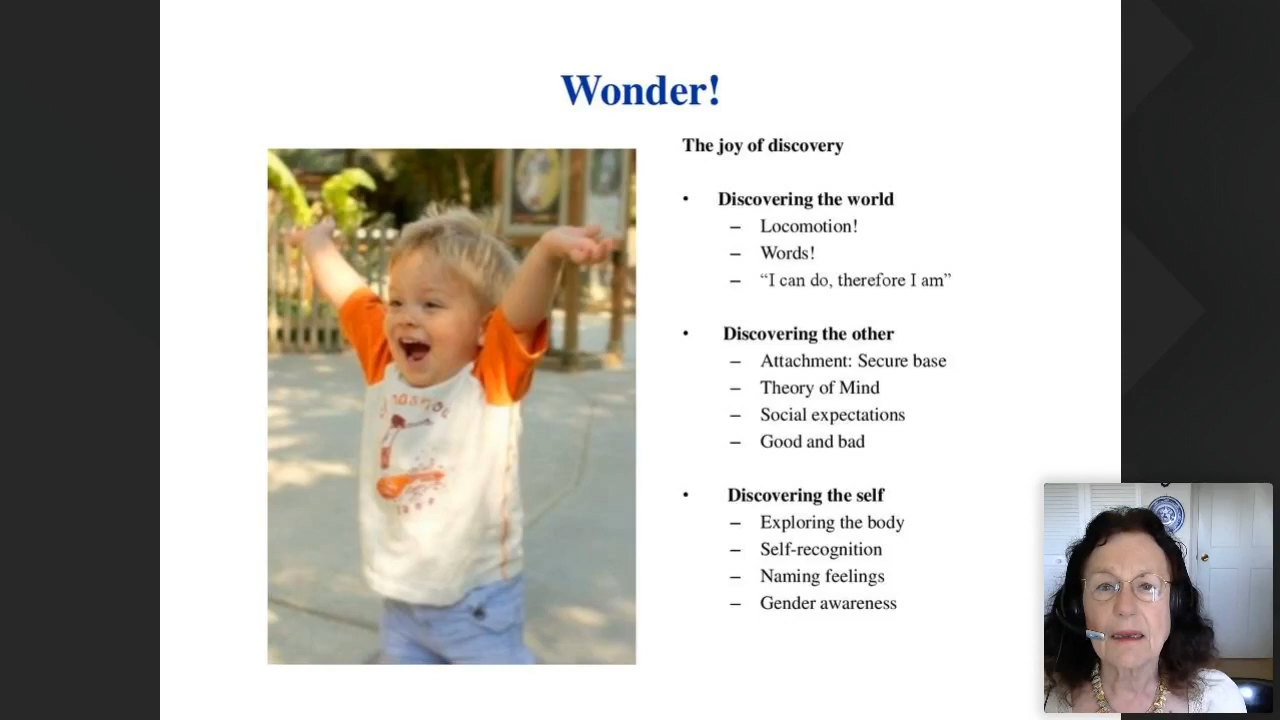 Wonder!
The joy of discovery
• Discovering the world
– Locomotion!
– Words!
– “I can do, therefore I am”
• Discovering the other
– Attachment: Secure base
– Theory of Mind
– Social expectations
– Good and bad
• Discovering the self
– Exploring the body
– Self-recognition
– Naming feelings
– Gender awareness